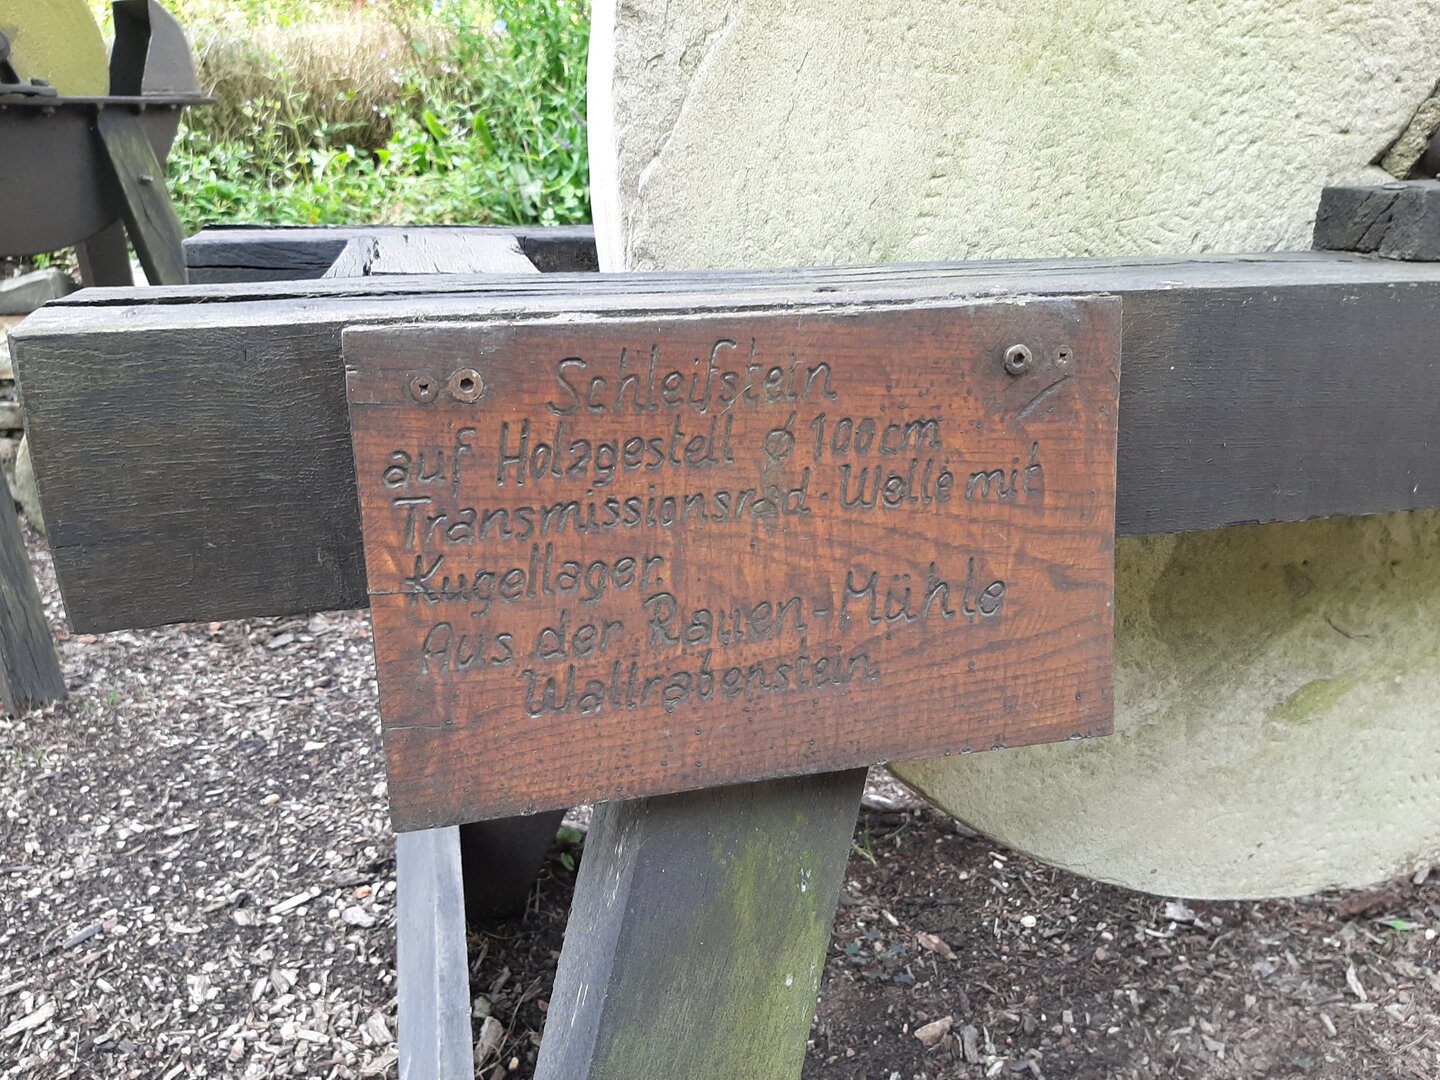 Schleifstein
auf Holzgestell ø 100cm
Transmissionsrad. Welle mit
Kugellager.
Aus der Rauen-Mühle
Wallrabenstein